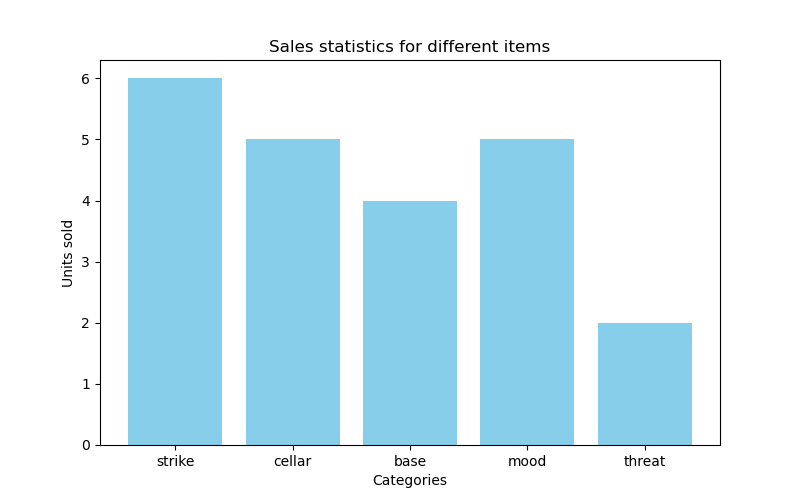 Sales statistics for different items
Units sold
6
5
4
3
2
1
0
strike cellar base mood threat
Categories